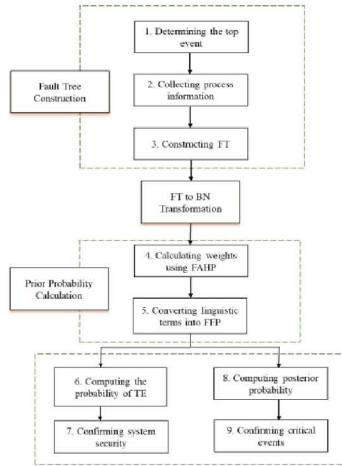 1. Determining the top
event
Fault Tree
Construction
2. Collecting process
information
3. Constructing FT
FT to BN
Transformation
4. Calculating weights
using FAHP
Prior Probability
Calculation
5. Converting linguistic
terms into FFP
6. Computing the
probability of TE
8. Computing posterior
probability
7. Confirming system
security
9. Confirming critical
events